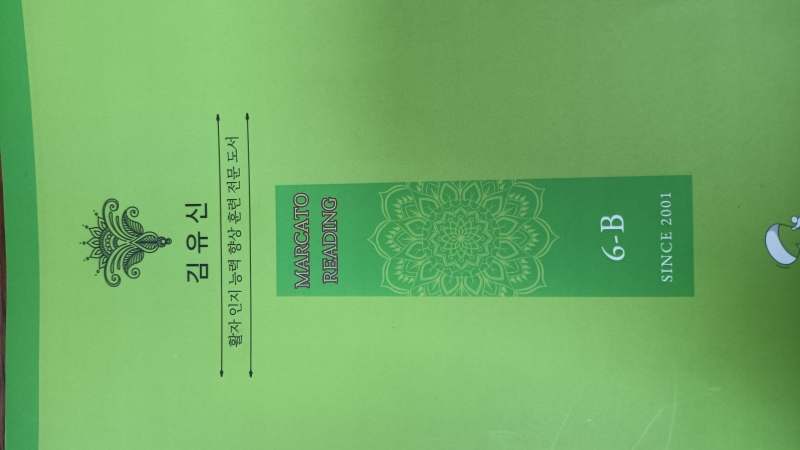 김유신
활자 인지 능력 향상 훈련 전문 도서
MARCATO
READING
6-B
SINCE 2001